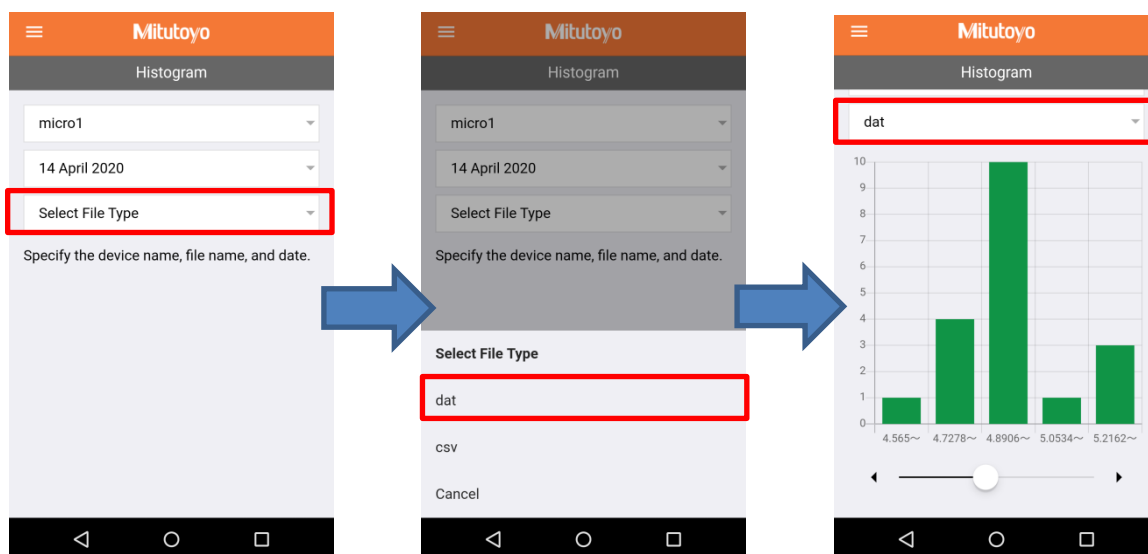 Mitutoyo
Histogram
micro1
14 April 2020
Select File Type
Specify the device name, file name, and date.
Mitutoyo
Histogram
micro1
14 April 2020
Select File Type
Specify the device name, file name, and date.
Select File Type
dat
csv
Cancel
Mitutoyo
Histogram
dat
10
9
8
7
6
5
4
3
2
1
0
4.565～ 4.7278～ 4.8906～ 5.0534～ 5.2162～